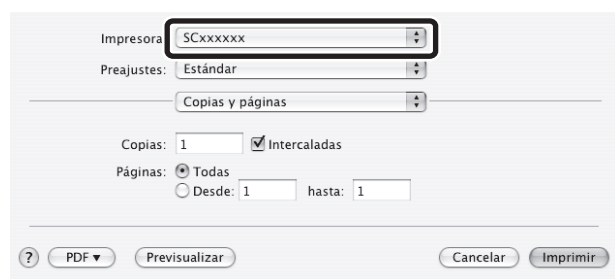 Impresora: SCxxxxxx
Preajustes: Estándar
Copias y páginas
Copias: 1 Intercaladas
Páginas: Todas
Desde: 1 hasta: 1
? PDF Previsualizar Cancelar Imprimir